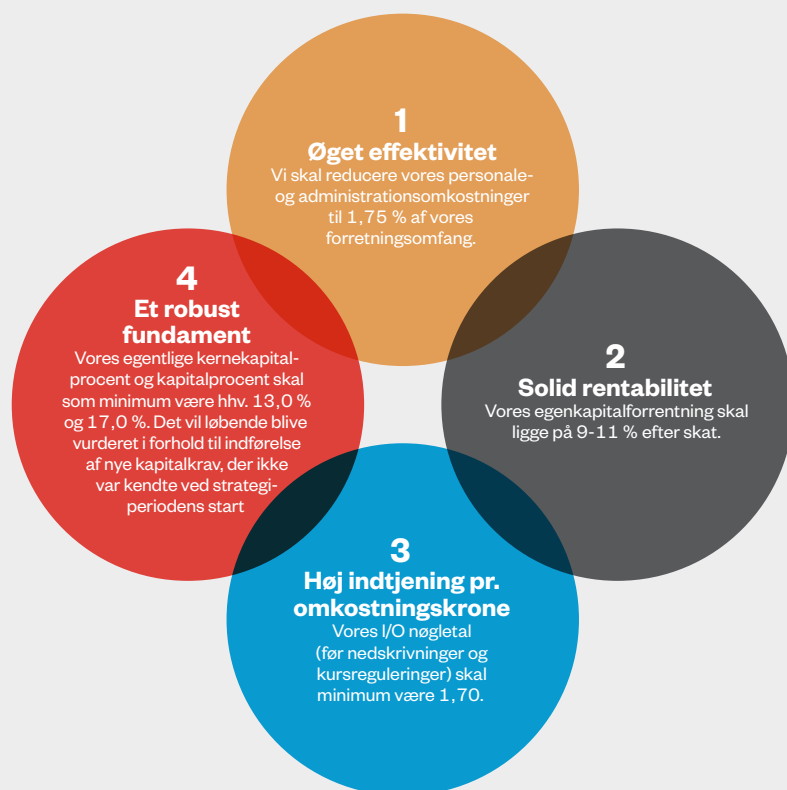 1
Øget effektivitet
Vi skal reducere vores personale-
og administrationsomkostninger
til 1,75 % af vores
forretningsomfang.
2
Solid rentabilitet
Vores egenkapitalforrentning skal
ligge på 9-11 % efter skat.
3
Høj indtjening pr.
omkostningskrone
Vores I/O nøgletal
(før nedskrivninger og
kursreguleringer) skal
minimum være 1,70.
4
Et robust
fundament
Vores egentlige kernekapital-
procent og kapitalprocent skal
som minimum være hhv. 13,0 %
og 17,0 %. Det vil løbende blive
vurderet i forhold til indførelse
af nye kapitalkrav, der ikke
var kendte ved strategi-
periodens start